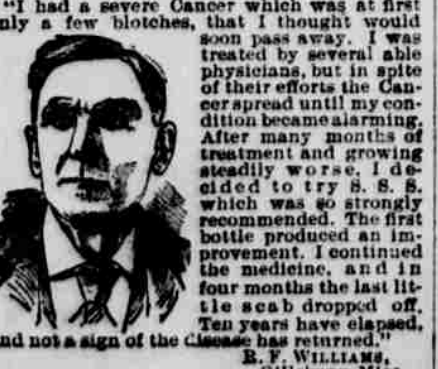 "I had a severe Cancer which was at first
nly a few blotches, that I thought would
soon pass away. I was
treated by several able
physicians, but in spite
of their efforts the Can-
cer spread until my con-
dition became alarming.
After many months of
treatment and growing
steadily worse, I de-
cided to try S. S. S.
which was so strongly
recommended. The first
bottle produced an im-
provement. I continued
the medicine, and in
four months the last lit-
tle scab dropped off.
Ten years have elapsed,
nd not a sign of the disease has returned."
R. F. WILLIAMS,